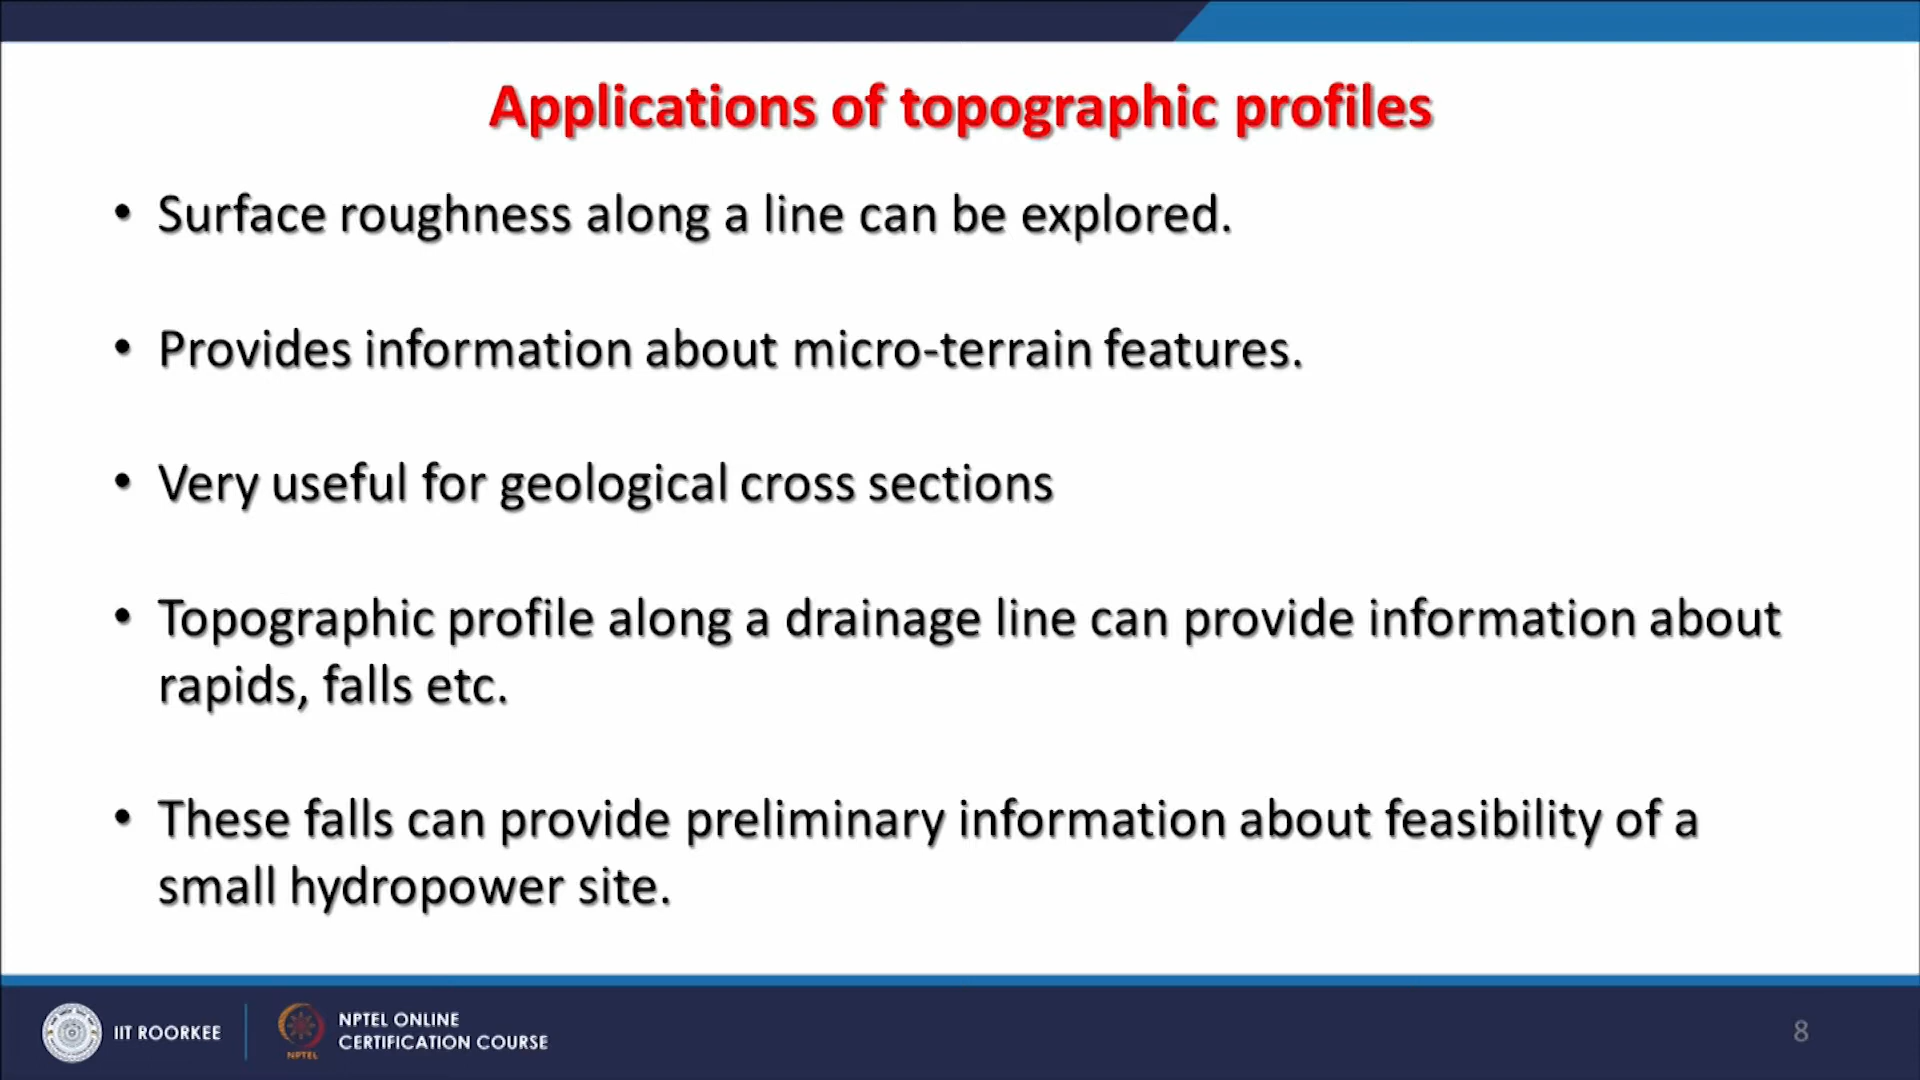 Applications of topographic profiles
• Surface roughness along a line can be explored.
• Provides information about micro-terrain features.
• Very useful for geological cross sections
• Topographic profile along a drainage line can provide information about
rapids, falls etc.
• These falls can provide preliminary information about feasibility of a
small hydropower site.
IIT ROORKEE
NPTEL
NPTEL ONLINE
CERTIFICATION COURSE
8